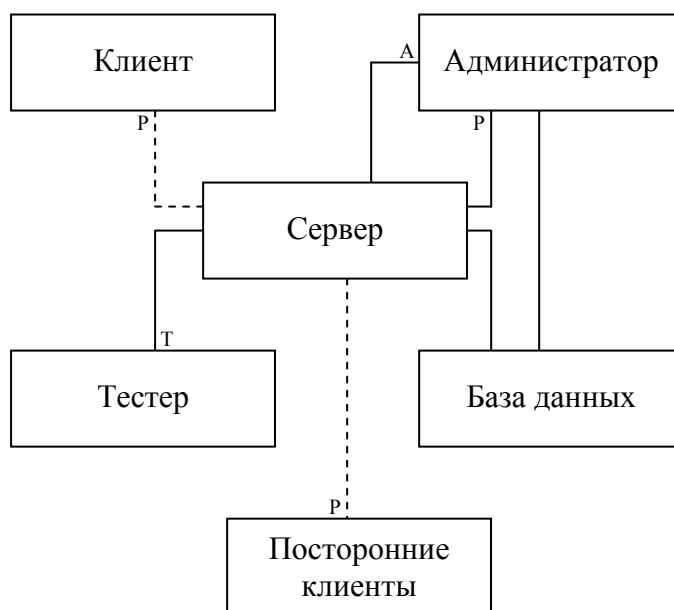 Клиент
А
Администратор
Р
Р
Сервер
Т
Тестер
База данных
Р
Посторонние
клиенты